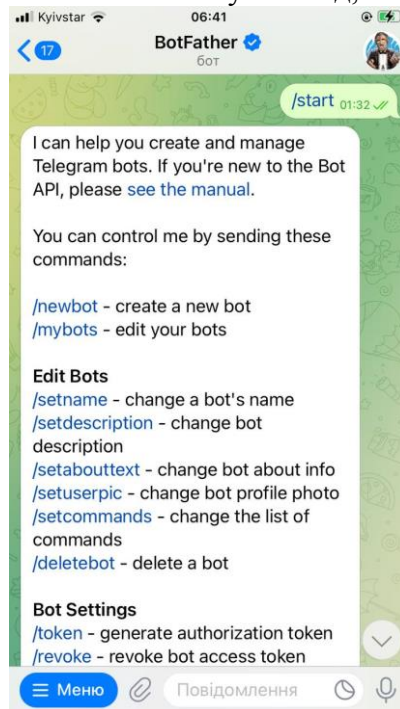 Kyivstar 06:41
17 BotFather
бот
/start 01:32
I can help you create and manage
Telegram bots. If you're new to the Bot
API, please see the manual.
You can control me by sending these
commands:
/newbot - create a new bot
/mybots - edit your bots
Edit Bots
/setname - change a bot's name
/setdescription - change bot
description
/setabouttext - change bot about info
/setuserpic - change bot profile photo
/setcommands - change the list of
commands
/deletebot - delete a bot
Bot Settings
/token - generate authorization token
/revoke - revoke bot access token
Меню Повідомлення